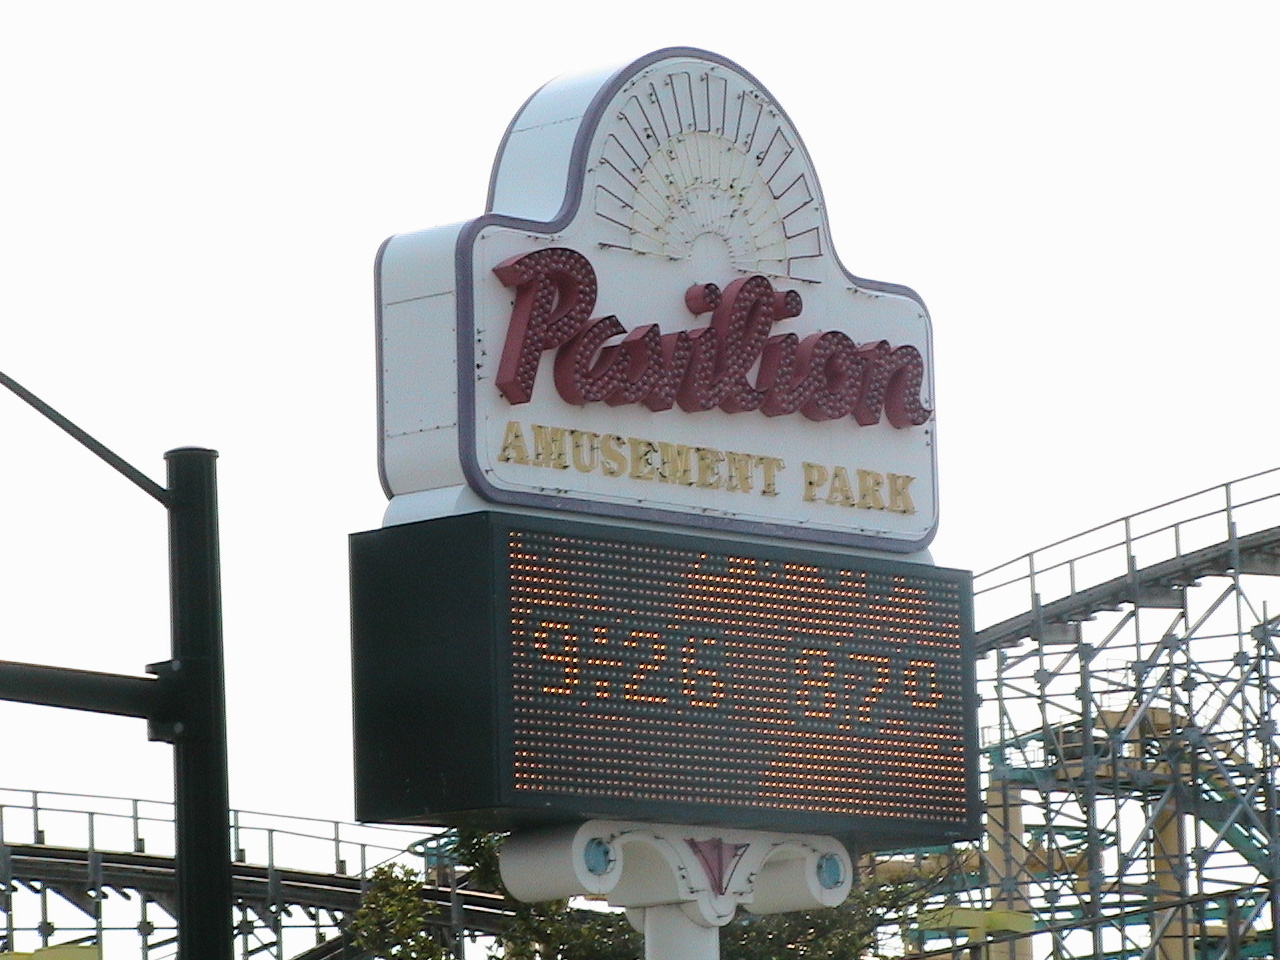 Pavilion
AMUSEMENT PARK
9:26 87°